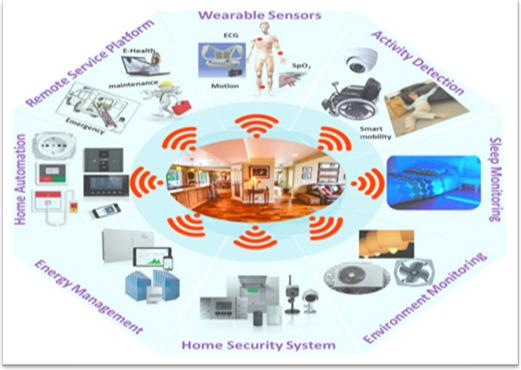 Wearable Sensors
ECG
SpO₂
Motion
Activity Detection
Smart
mobility
Sleep Monitoring
Environment Monitoring
Home Security System
Energy Management
Home Automation
Remote Service Platform
E-Health
maintenance
Emergency